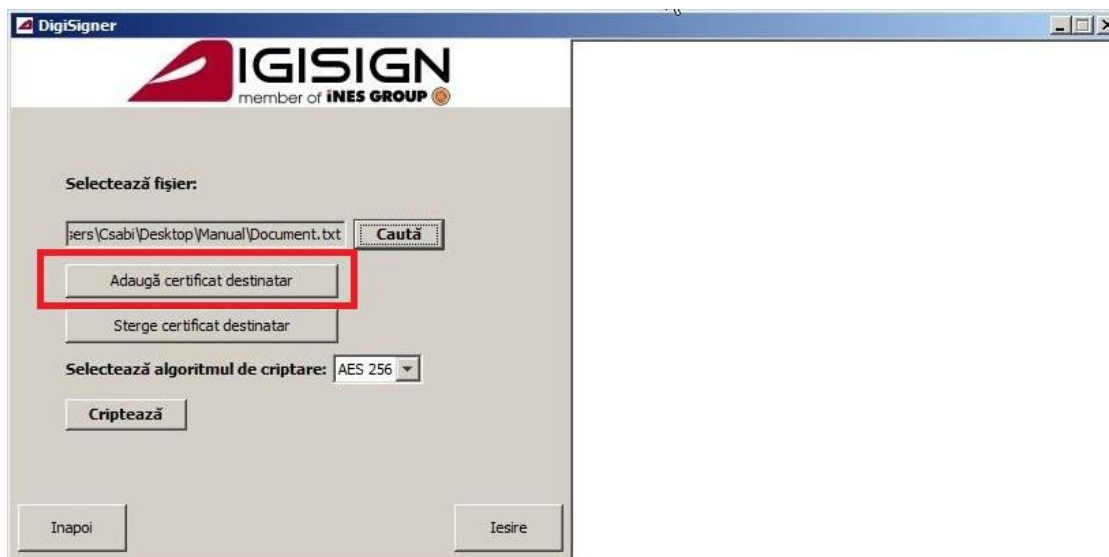 DigiSigner
DIGISIGN
member of iNES GROUP
Selectează fişier:
sers\Csabi\Desktop\Manual\Document.txt Caută
Adaugă certificat destinatar
Sterge certificat destinatar
Selectează algoritmul de criptare: AES 256
Criptează
Inapoi Iesire